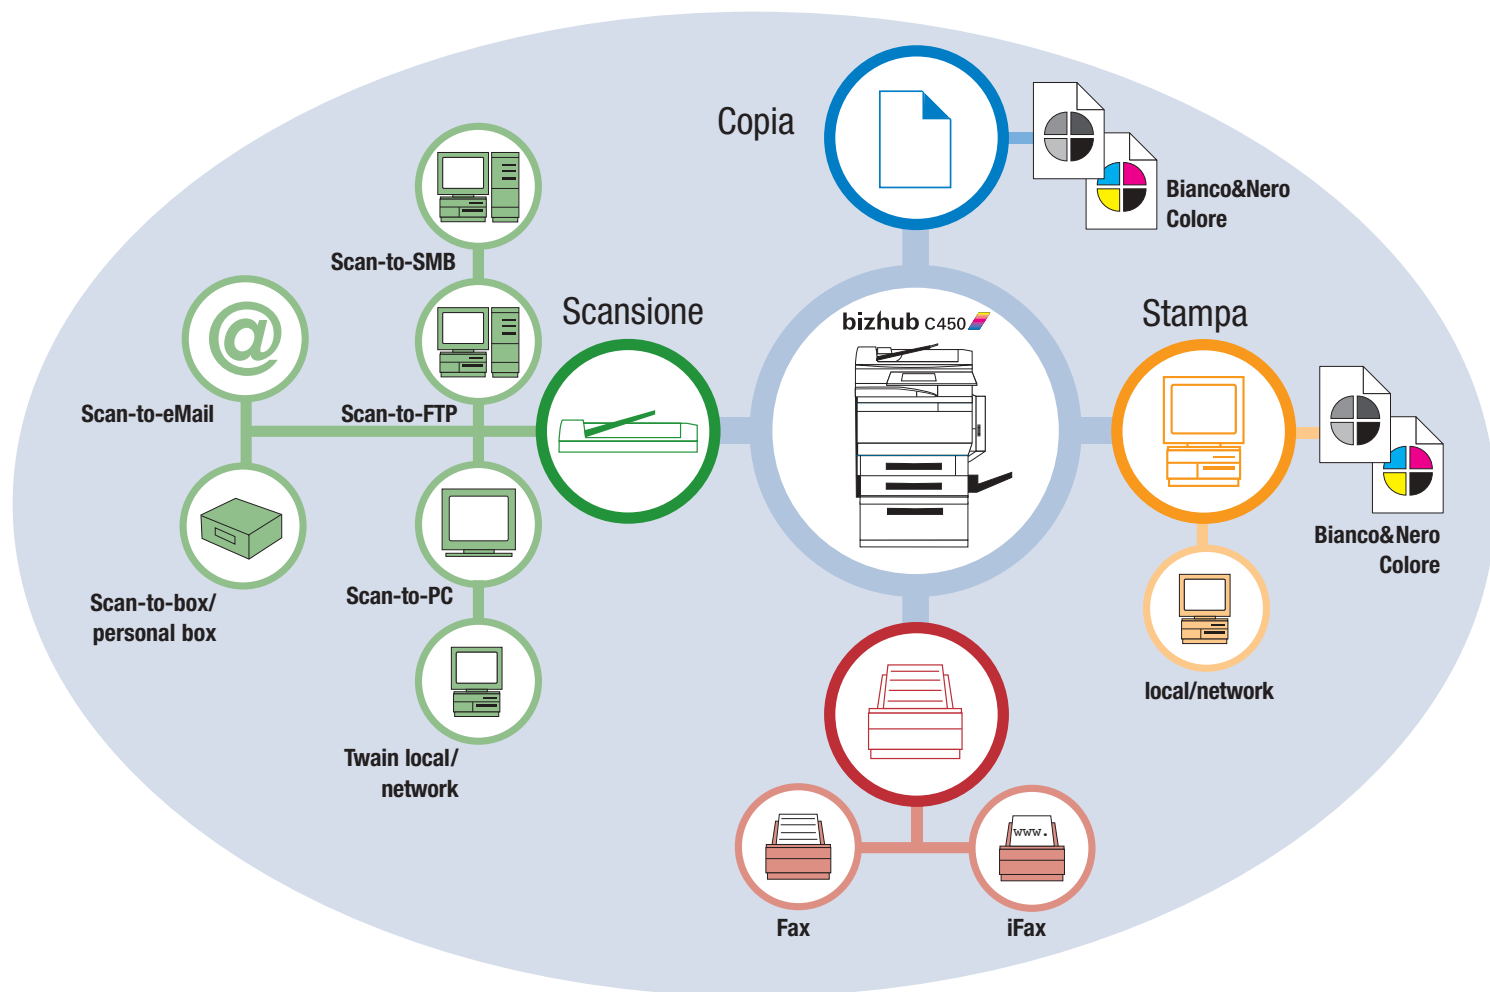 Copia
Bianco&Nero
Colore
Scan-to-SMB
Scansione
bizhub C450
Stampa
Scan-to-eMail
Scan-to-FTP
Bianco&Nero
Colore
Scan-to-box/
personal box
Scan-to-PC
local/network
Twain local/
network
www.
Fax
iFax